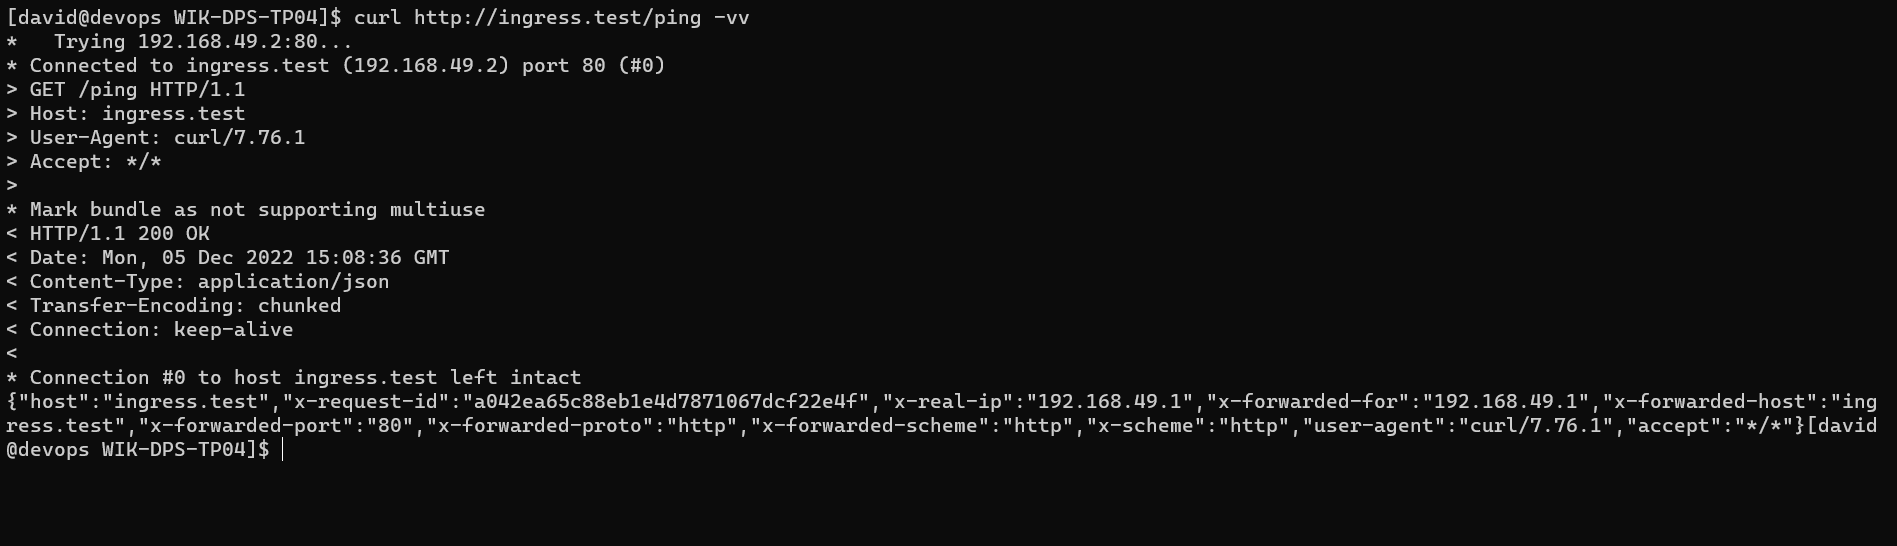 [david@devops WIK-DPS-TP04]$ curl http://ingress.test/ping -vv
*   Trying 192.168.49.2:80...
* Connected to ingress.test (192.168.49.2) port 80 (#0)
> GET /ping HTTP/1.1
> Host: ingress.test
> User-Agent: curl/7.76.1
> Accept: */*
>
* Mark bundle as not supporting multiuse
< HTTP/1.1 200 OK
< Date: Mon, 05 Dec 2022 15:08:36 GMT
< Content-Type: application/json
< Transfer-Encoding: chunked
< Connection: keep-alive
<
* Connection #0 to host ingress.test left intact
{"host":"ingress.test","x-request-id":"a042ea65c88eb1e4d7871067dcf22e4f","x-real-ip":"192.168.49.1","x-forwarded-for":"192.168.49.1","x-forwarded-host":"ing
ress.test","x-forwarded-port":"80","x-forwarded-proto":"http","x-forwarded-scheme":"http","x-scheme":"http","user-agent":"curl/7.76.1","accept":"*/*"}[david
@devops WIK-DPS-TP04]$